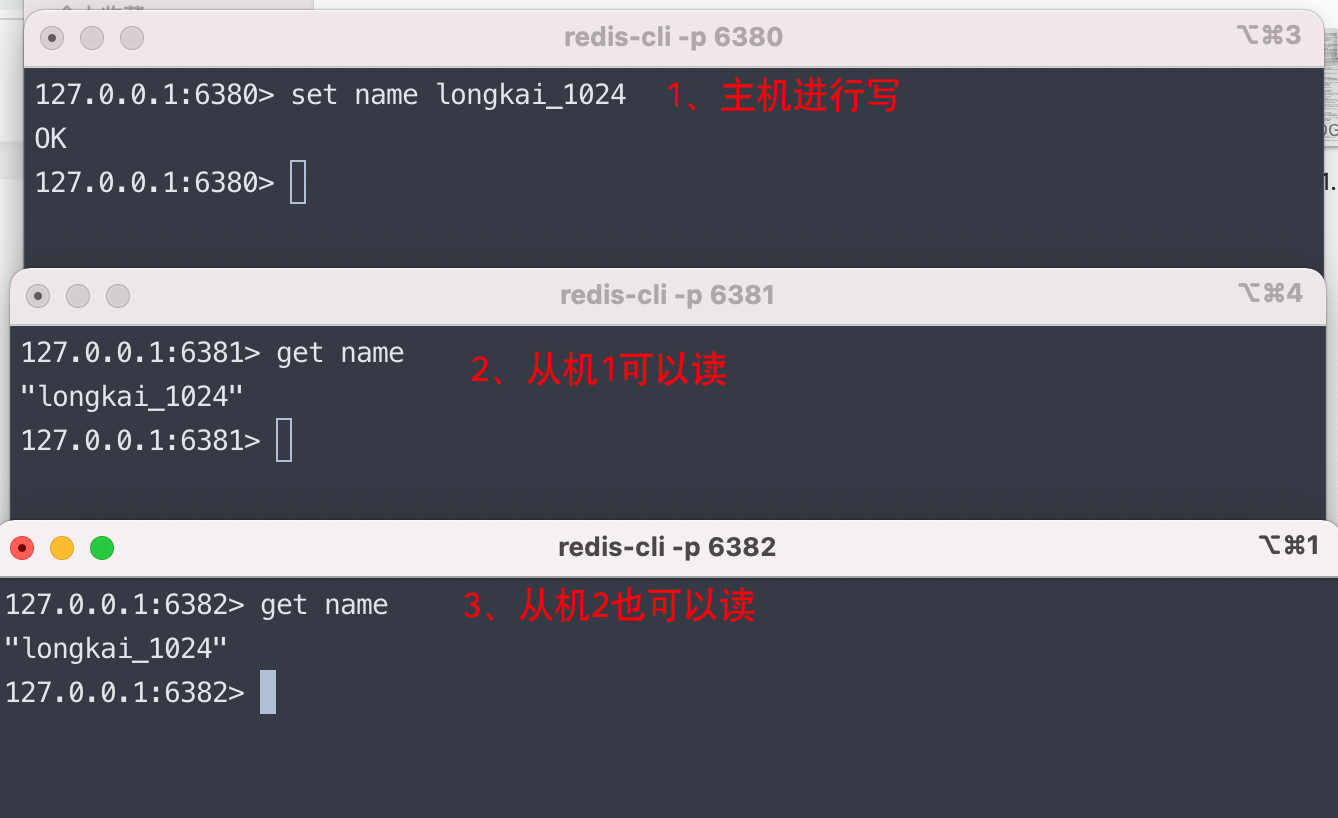 redis-cli -p 6380
⌥⌘3
127.0.0.1:6380> set name longkai_1024
1、主机进行写
OK
127.0.0.1:6380>
redis-cli -p 6381
⌥⌘4
127.0.0.1:6381> get name
2、从机1可以读
"longkai_1024"
127.0.0.1:6381>
redis-cli -p 6382
⌥⌘1
127.0.0.1:6382> get name
3、从机2也可以读
"longkai_1024"
127.0.0.1:6382>